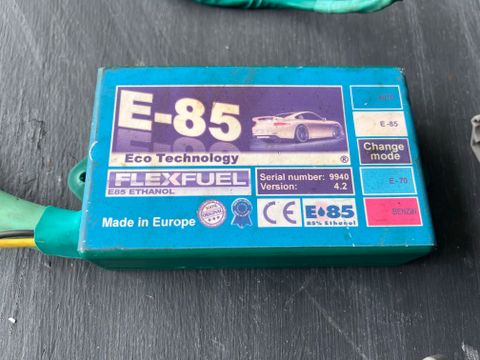 E-85
Eco Technology
®
FLEXFUEL
E85 ETHANOL
Serial number: 9940
Version: 4.2
Made in Europe
ORIGINAL
CE
E85
85% Ethanol
E-85
Change
mode
E-70
BENZIN